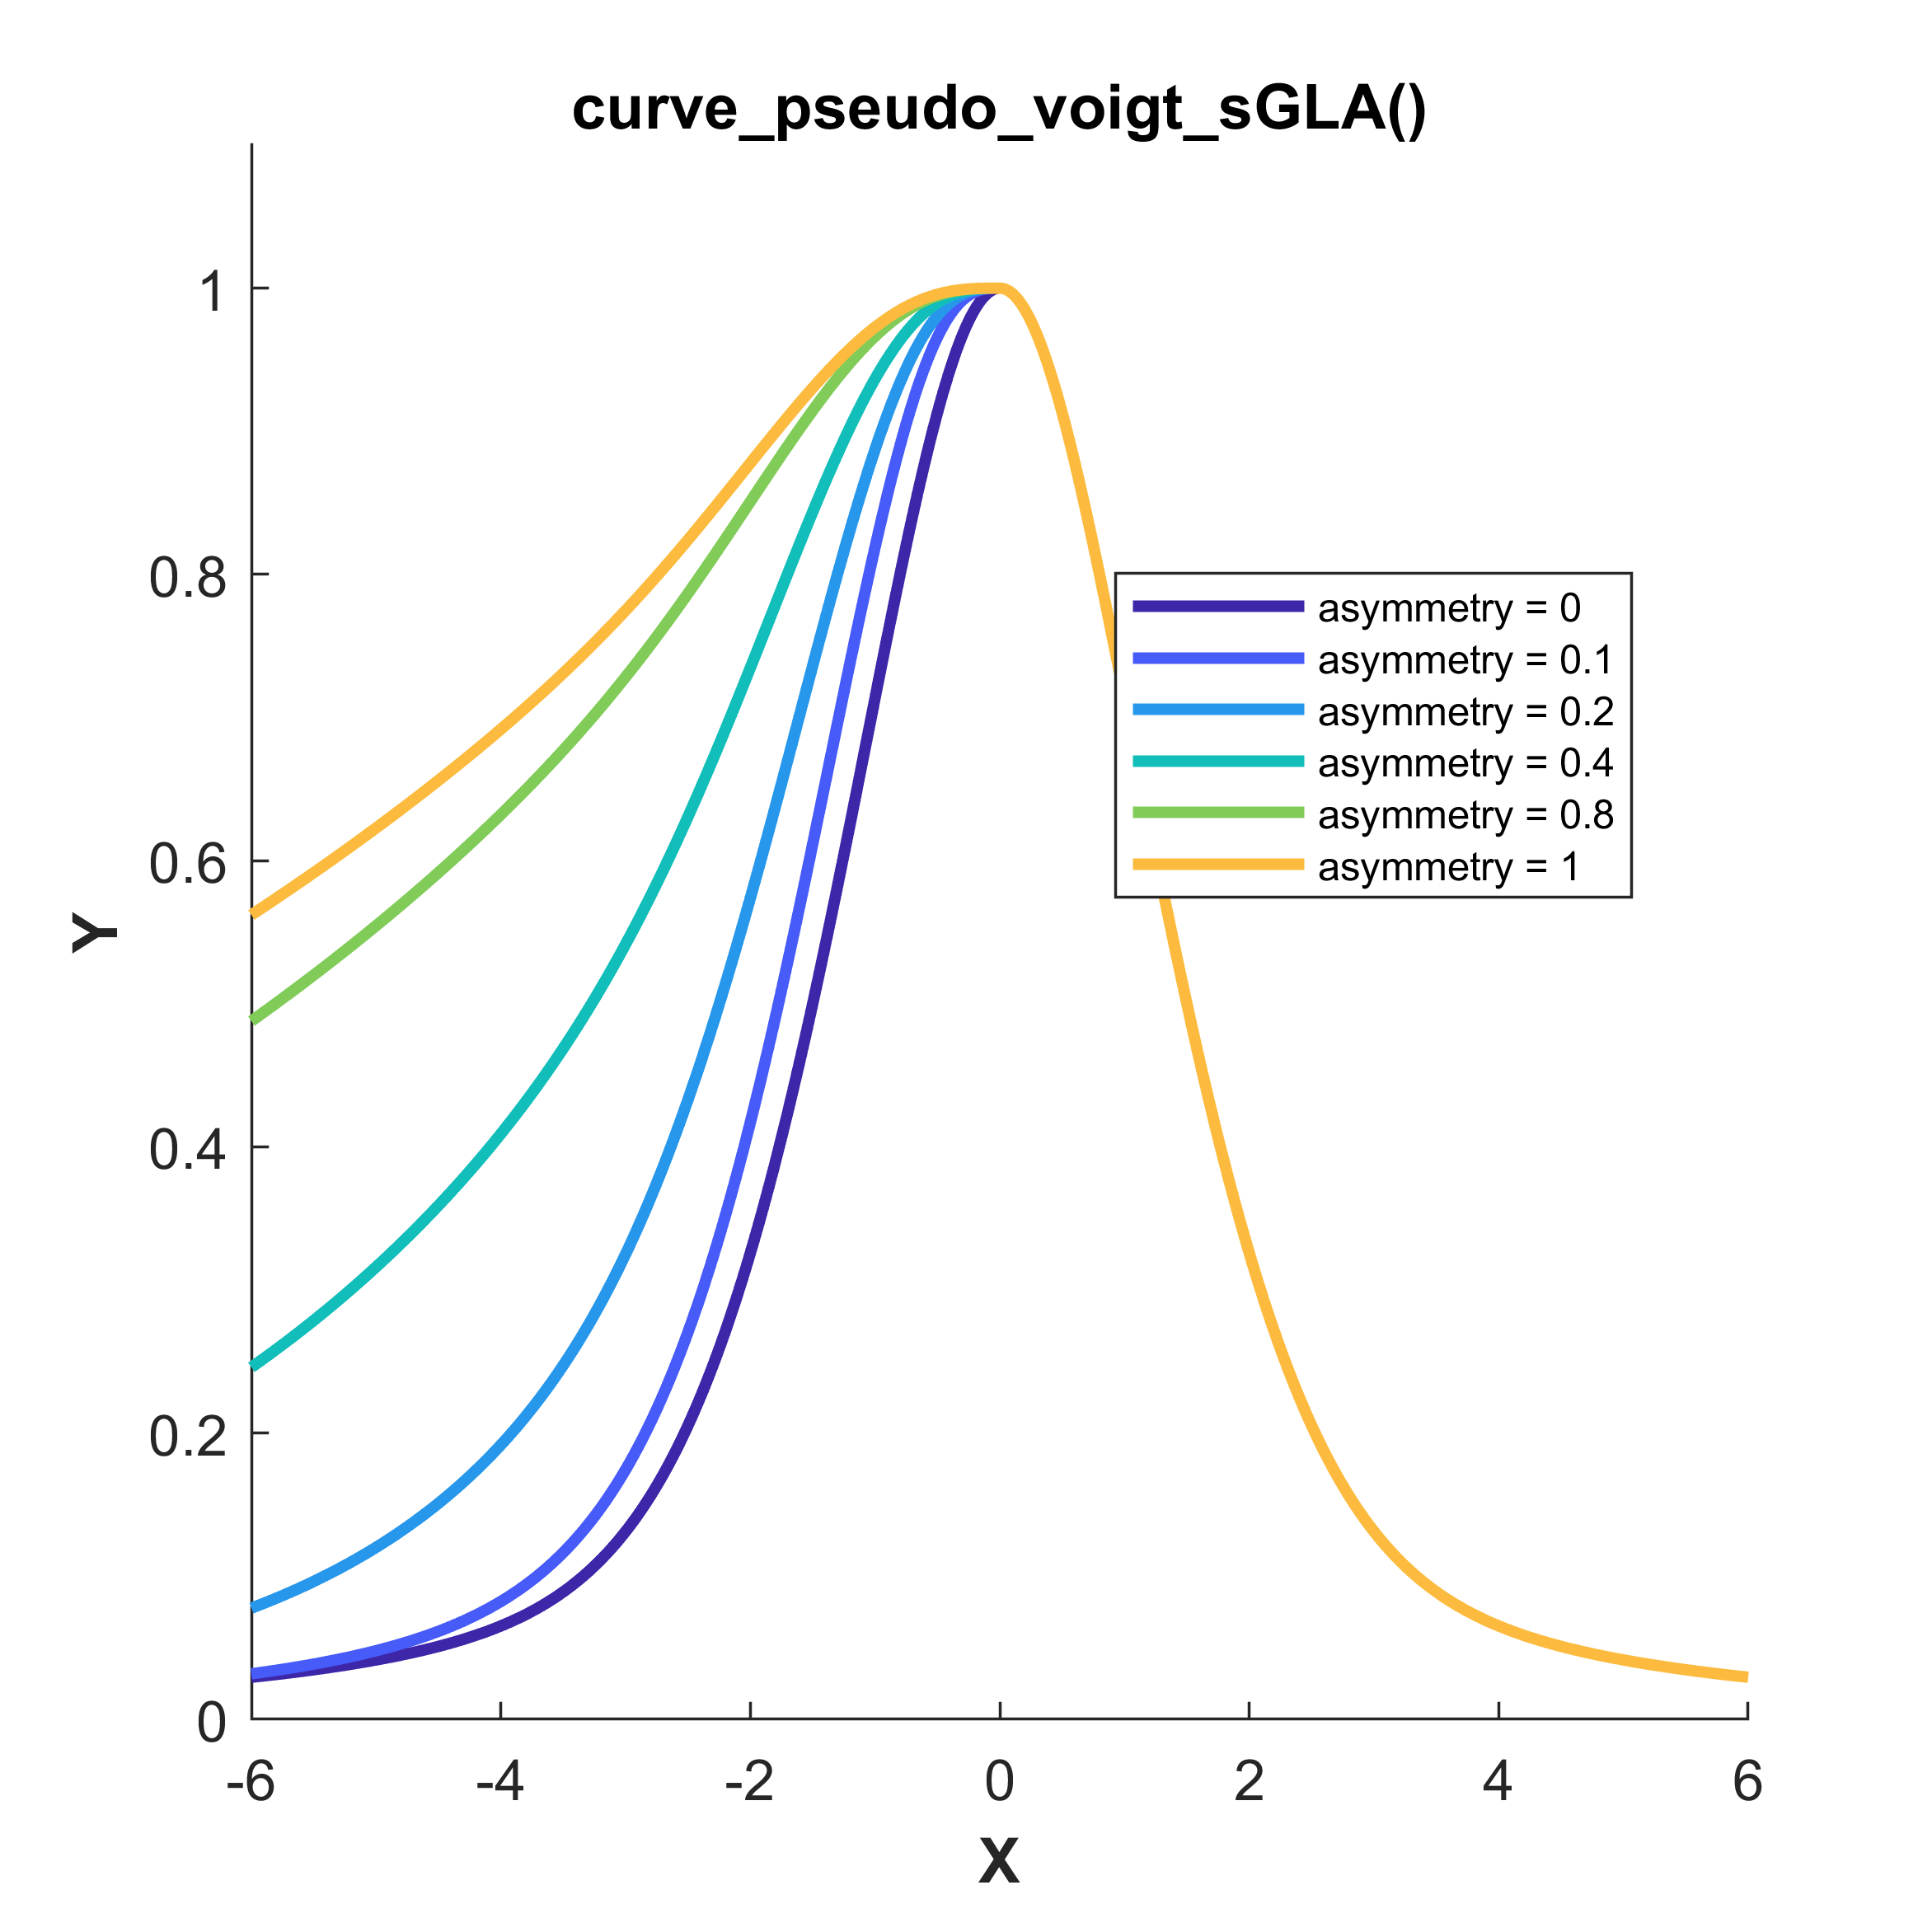 curve_pseudo_voigt_sGLA()
1
0.8
0.6
0.4
0.2
0
Y
asymmetry = 0
asymmetry = 0.1
asymmetry = 0.2
asymmetry = 0.4
asymmetry = 0.8
asymmetry = 1
-6 -4 -2 0 2 4 6
X